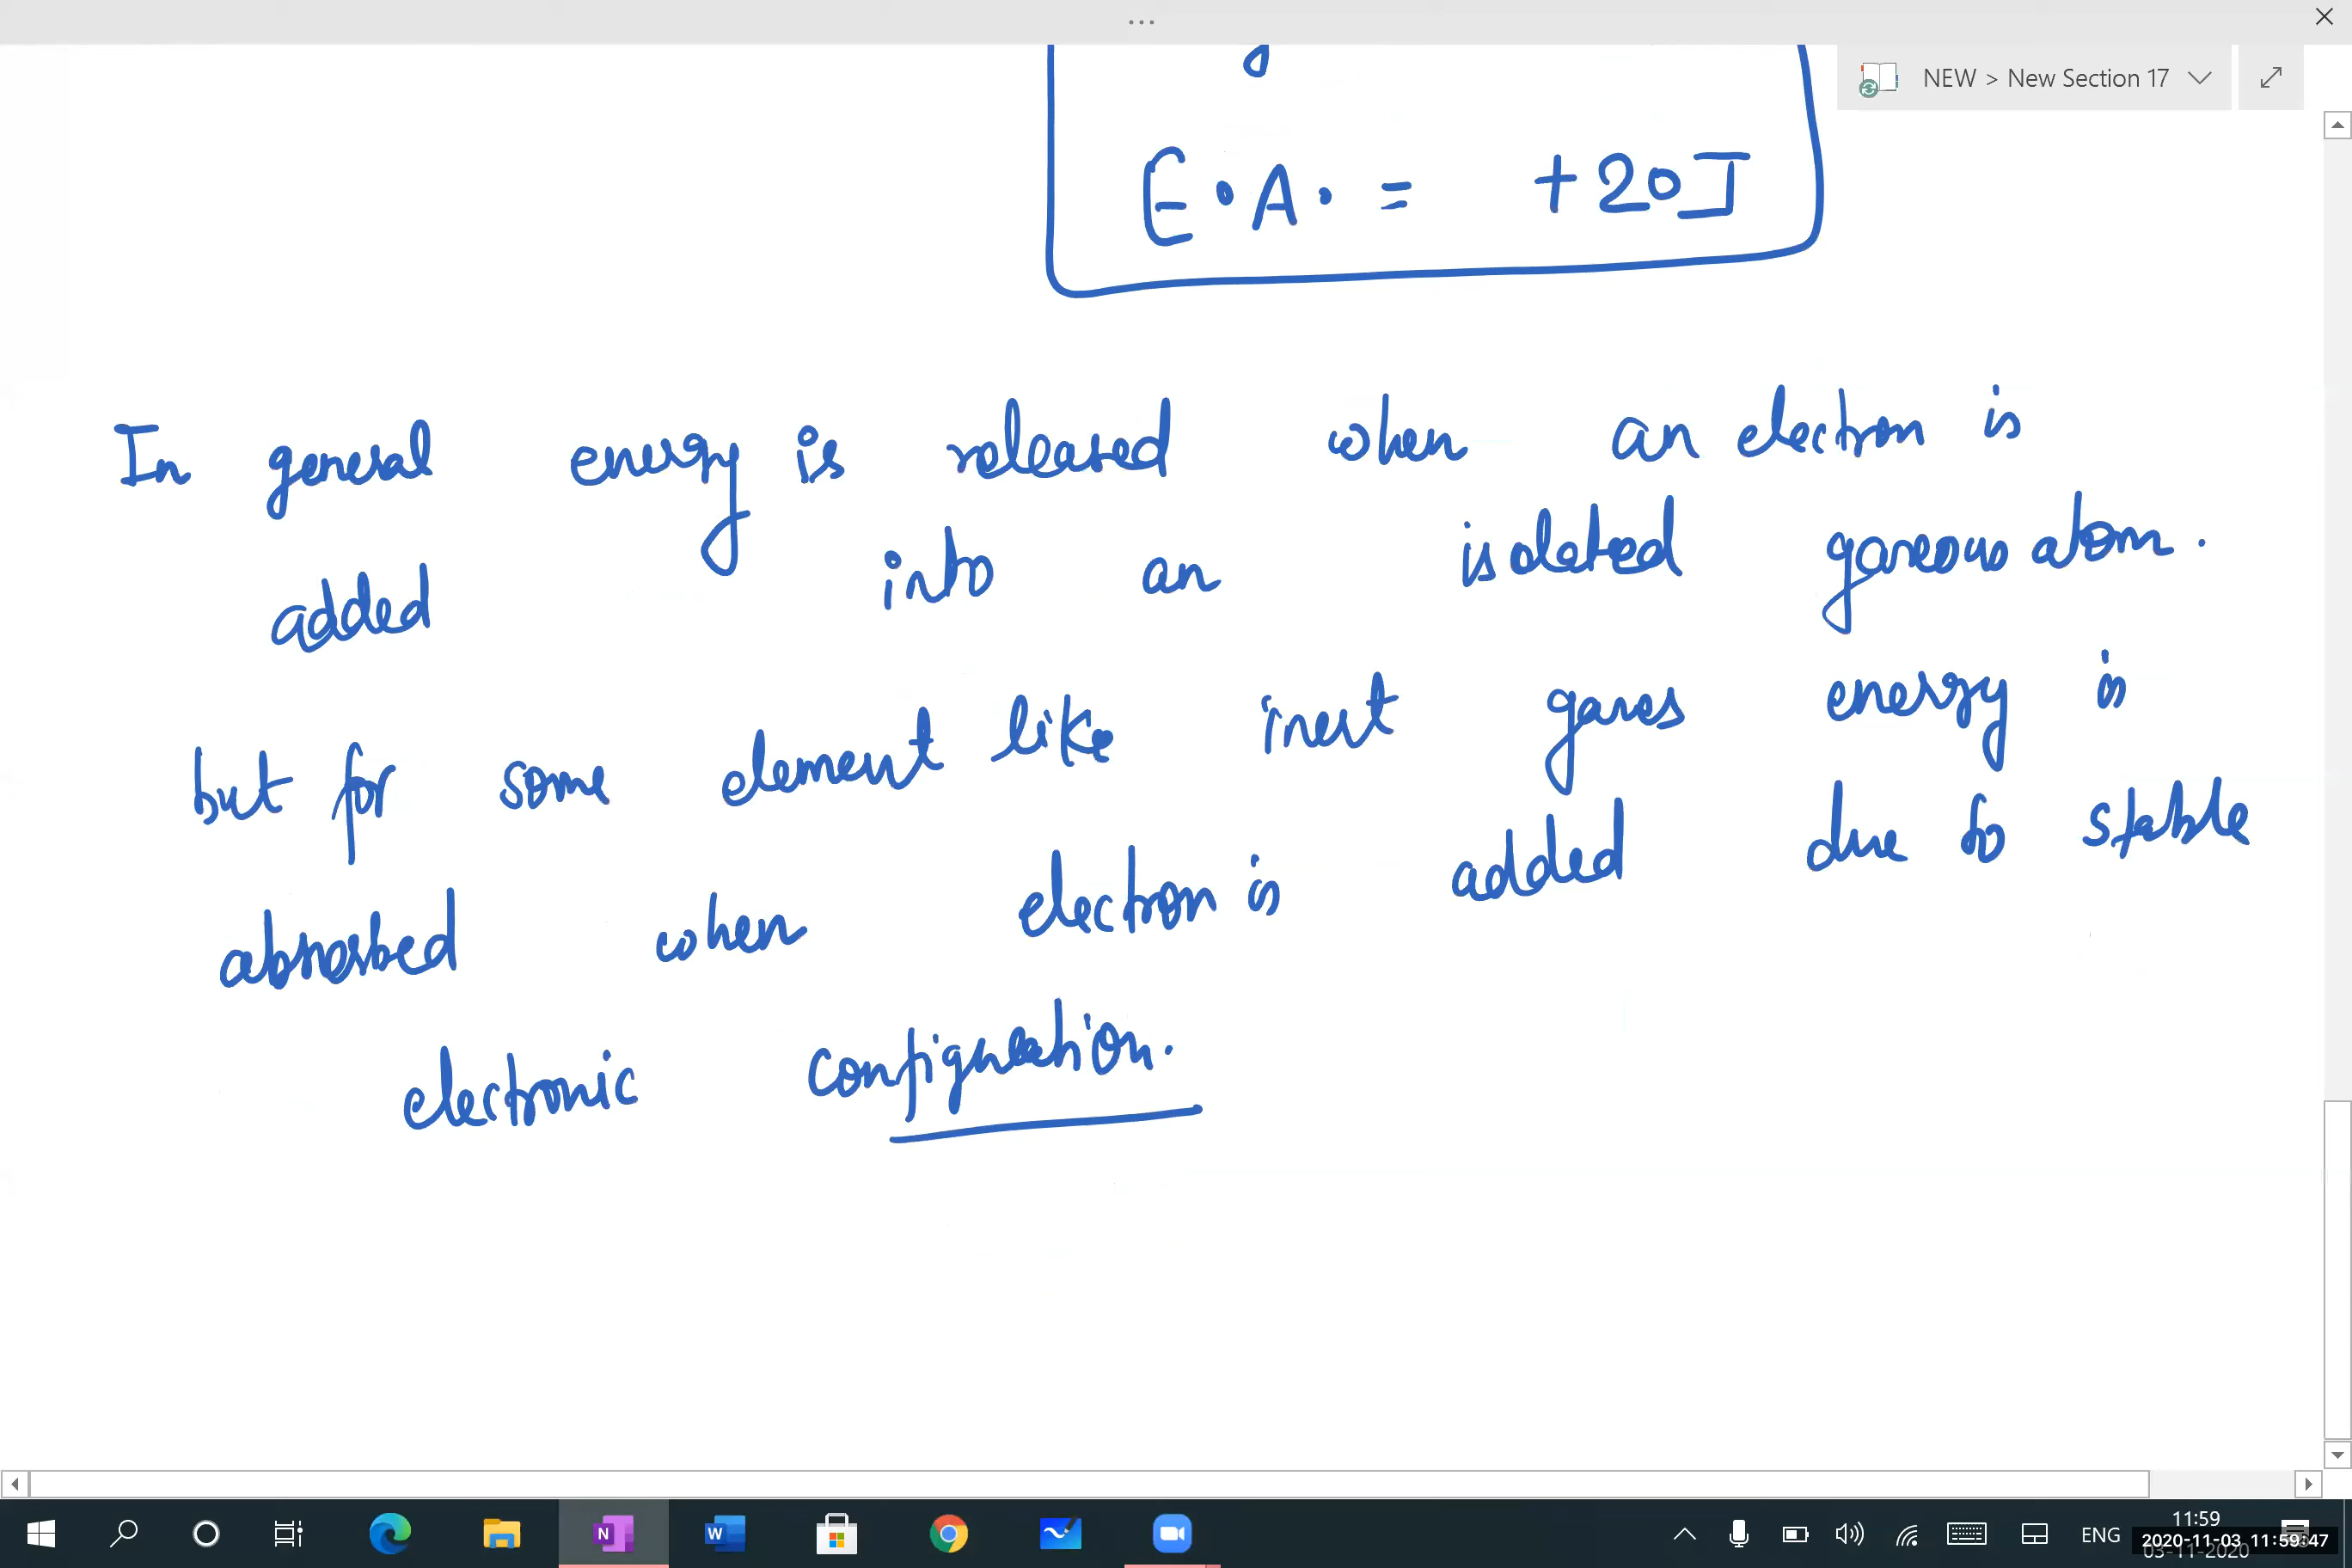 NEW > New Section 17
E.A. = +20J
In general energy is released when an electron is
added into an isolated gaseous atom.
but for some element like inert gases energy is
absorbed when electron is added due to stable
electronic configuration.
ENG
11:59
03-11-2020
2020-11-03 11:59:47